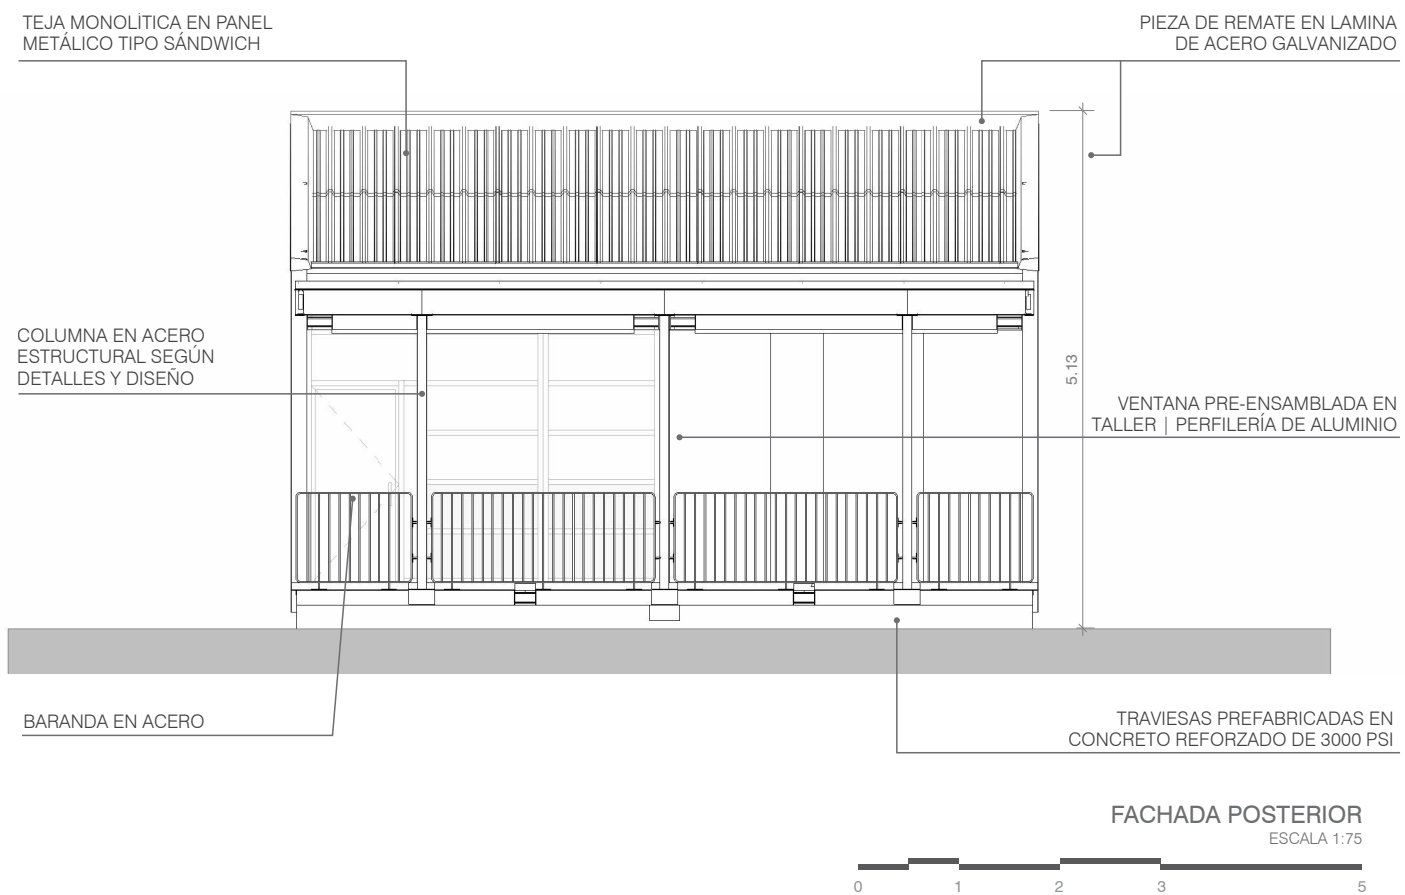 TEJA MONOLÍTICA EN PANEL
METÁLICO TIPO SÁNDWICH
PIEZA DE REMATE EN LAMINA
DE ACERO GALVANIZADO
COLUMNA EN ACERO
ESTRUCTURAL SEGÚN
DETALLES Y DISEÑO
5.13
VENTANA PRE-ENSAMBLADA EN
TALLER | PERFILERÍA DE ALUMINIO
BARANDA EN ACERO
TRAVIESAS PREFABRICADAS EN
CONCRETO REFORZADO DE 3000 PSI
FACHADA POSTERIOR
ESCALA 1:75
0 1 2 3 5